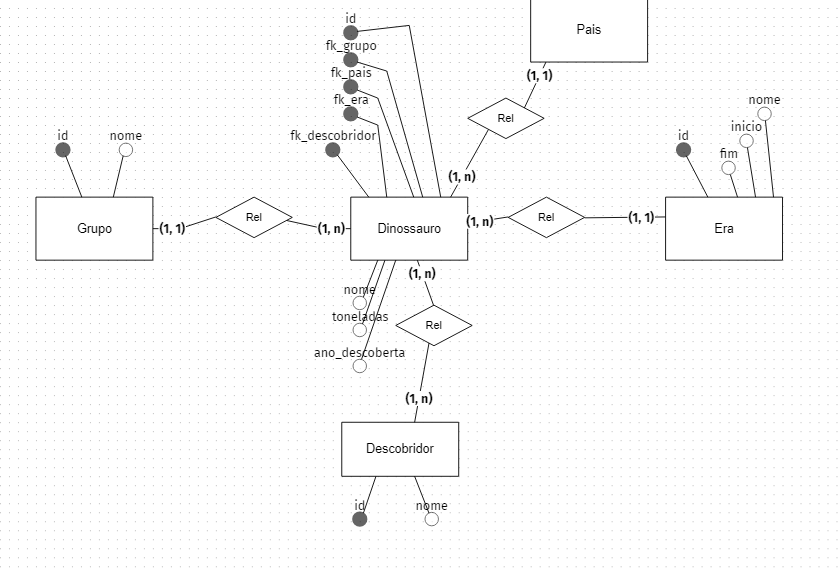 id
fk_grupo
fk_pais
fk_era
fk_descobridor
Pais
(1, 1)
Rel
(1, n)
id
nome
nome
inicio
id
fim
Grupo
(1, 1)
Rel
(1, n)
Dinossauro
(1, n)
Rel
(1, 1)
Era
(1, n)
nome
toneladas
ano_descoberta
Rel
(1, n)
Descobridor
id
nome